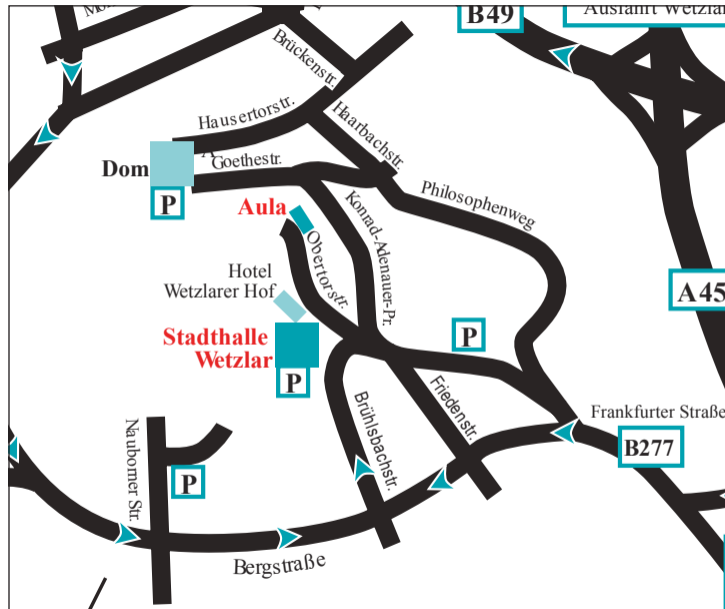 B49
Ausfahrt Wetzlar
Brückenstr.
Hausertorstr.
Haarbachstr.
Dom
Goethestr.
P
Philosophenweg
Aula
Konrad-Adenauer-Pr.
Obertorstr.
Hotel
Wetzlarer Hof
A45
Stadthalle
Wetzlar
P
P
Friedenstr.
Brühlsbachstr.
Frankfurter Straße
B277
Naubomer Str.
P
Bergstraße